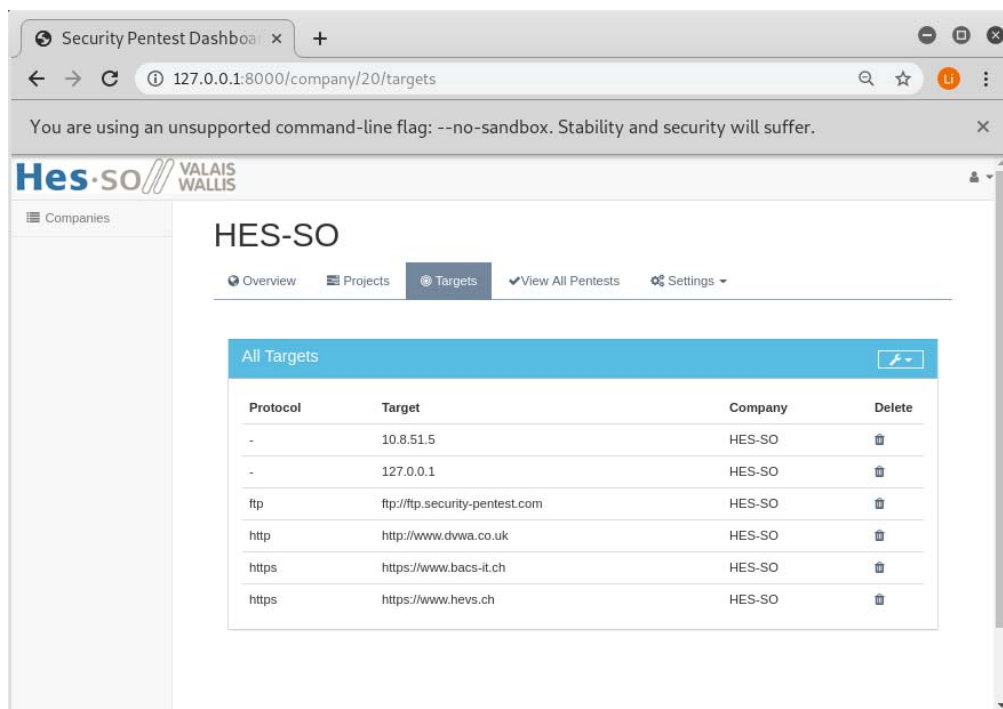 Security Pentest Dashboa
127.0.0.1:8000/company/20/targets
Li
You are using an unsupported command-line flag: --no-sandbox. Stability and security will suffer.
Hes·so VALAIS WALLIS
Companies
HES-SO
Overview Projects Targets View All Pentests Settings
All Targets
Protocol Target Company Delete
- 10.8.51.5 HES-SO
- 127.0.0.1 HES-SO
ftp ftp://ftp.security-pentest.com HES-SO
http http://www.dvwa.co.uk HES-SO
https https://www.bacs-it.ch HES-SO
https https://www.hevs.ch HES-SO